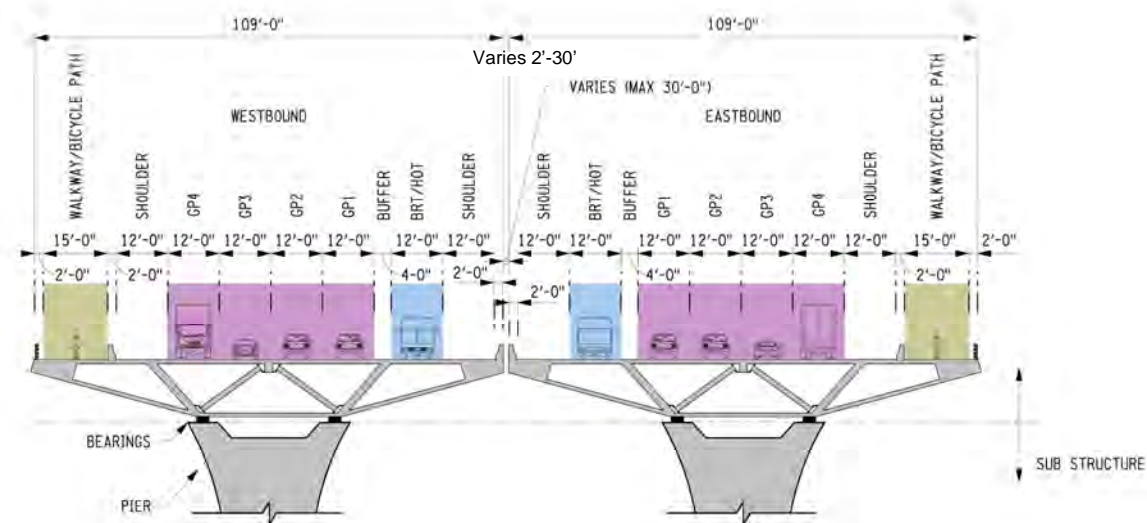 109'-0"
109'-0"
Varies 2'-30'
VARIES (MAX 30'-0")
WESTBOUND
EASTBOUND
WALKWAY/BICYCLE PATH
SHOULDER
GP4
GP3
GP2
GP1
BUFFER
BRT/HOT
SHOULDER
SHOULDER
BRT/HOT
BUFFER
GP1
GP2
GP3
GP4
SHOULDER
WALKWAY/BICYCLE PATH
15'-0" 12'-0" 12'-0" 12'-0" 12'-0" 12'-0" 12'-0" 12'-0" 12'-0" 12'-0" 12'-0" 12'-0" 12'-0" 12'-0" 12'-0" 15'-0" 2'-0"
2'-0" 2'-0" 4'-0" 2'-0" 4'-0" 2'-0"
2'-0"
BEARINGS
PIER
SUB STRUCTURE